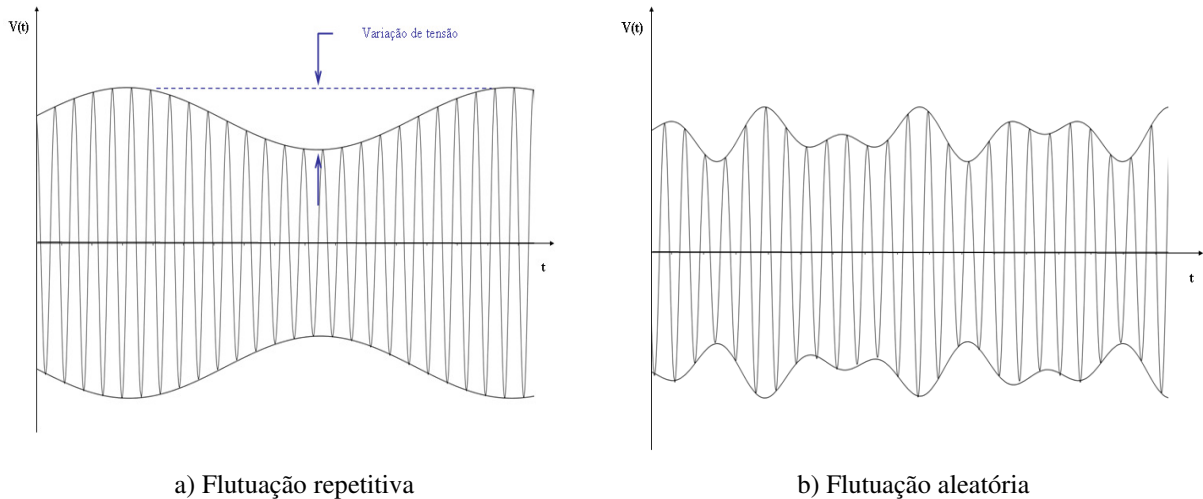 V(t)
Variação de tensão
t
a) Flutuação repetitiva
V(t)
t
b) Flutuação aleatória